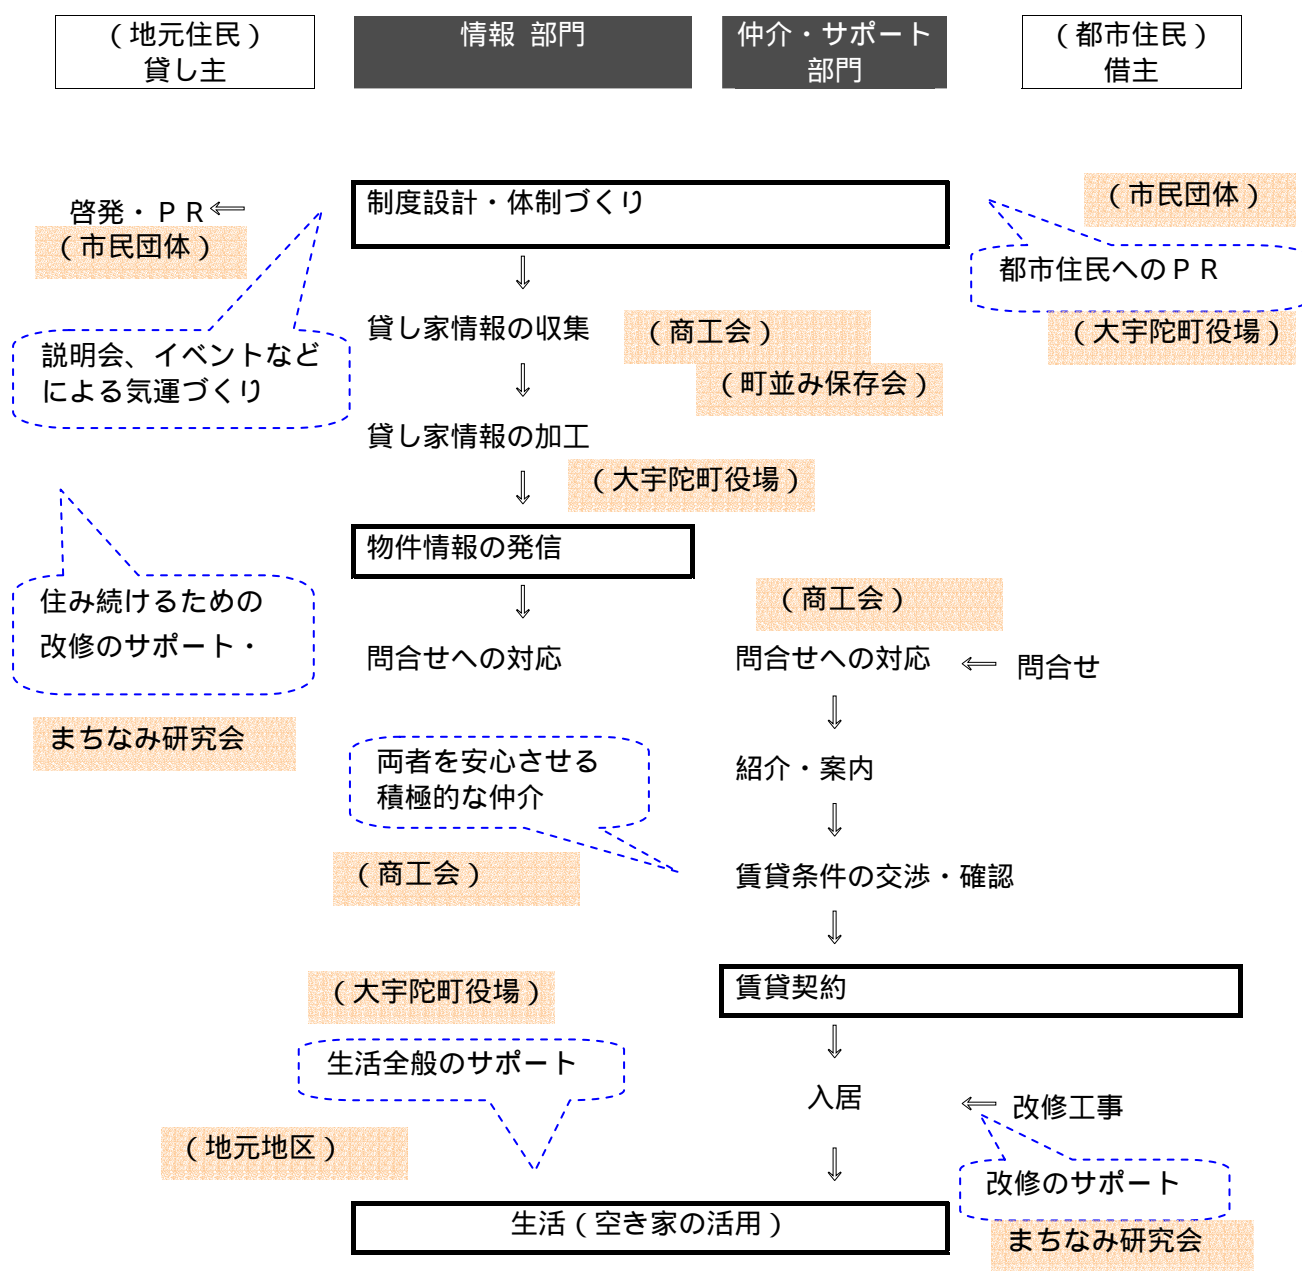 （地元住民）
貸し主
情報 部門
仲介・サポート
部門
（都市住民）
借主
啓発・ＰＲ⇐
（市民団体）
制度設計・体制づくり
（市民団体）
都市住民へのＰＲ
（大宇陀町役場）
⇓
説明会、イベントなど
による気運づくり
貸し家情報の収集
（商工会）
⇓
（町並み保存会）
貸し家情報の加工
⇓
（大宇陀町役場）
物件情報の発信
⇓
住み続けるための
改修のサポート・
まちなみ研究会
問合せへの対応
（商工会）
問合せへの対応
⇐ 問合せ
⇓
両者を安心させる
積極的な仲介
紹介・案内
⇓
（商工会）
賃貸条件の交渉・確認
⇓
（大宇陀町役場）
賃貸契約
⇓
生活全般のサポート
入居
⇐ 改修工事
（地元地区）
⇓
改修のサポート
まちなみ研究会
生活（空き家の活用）